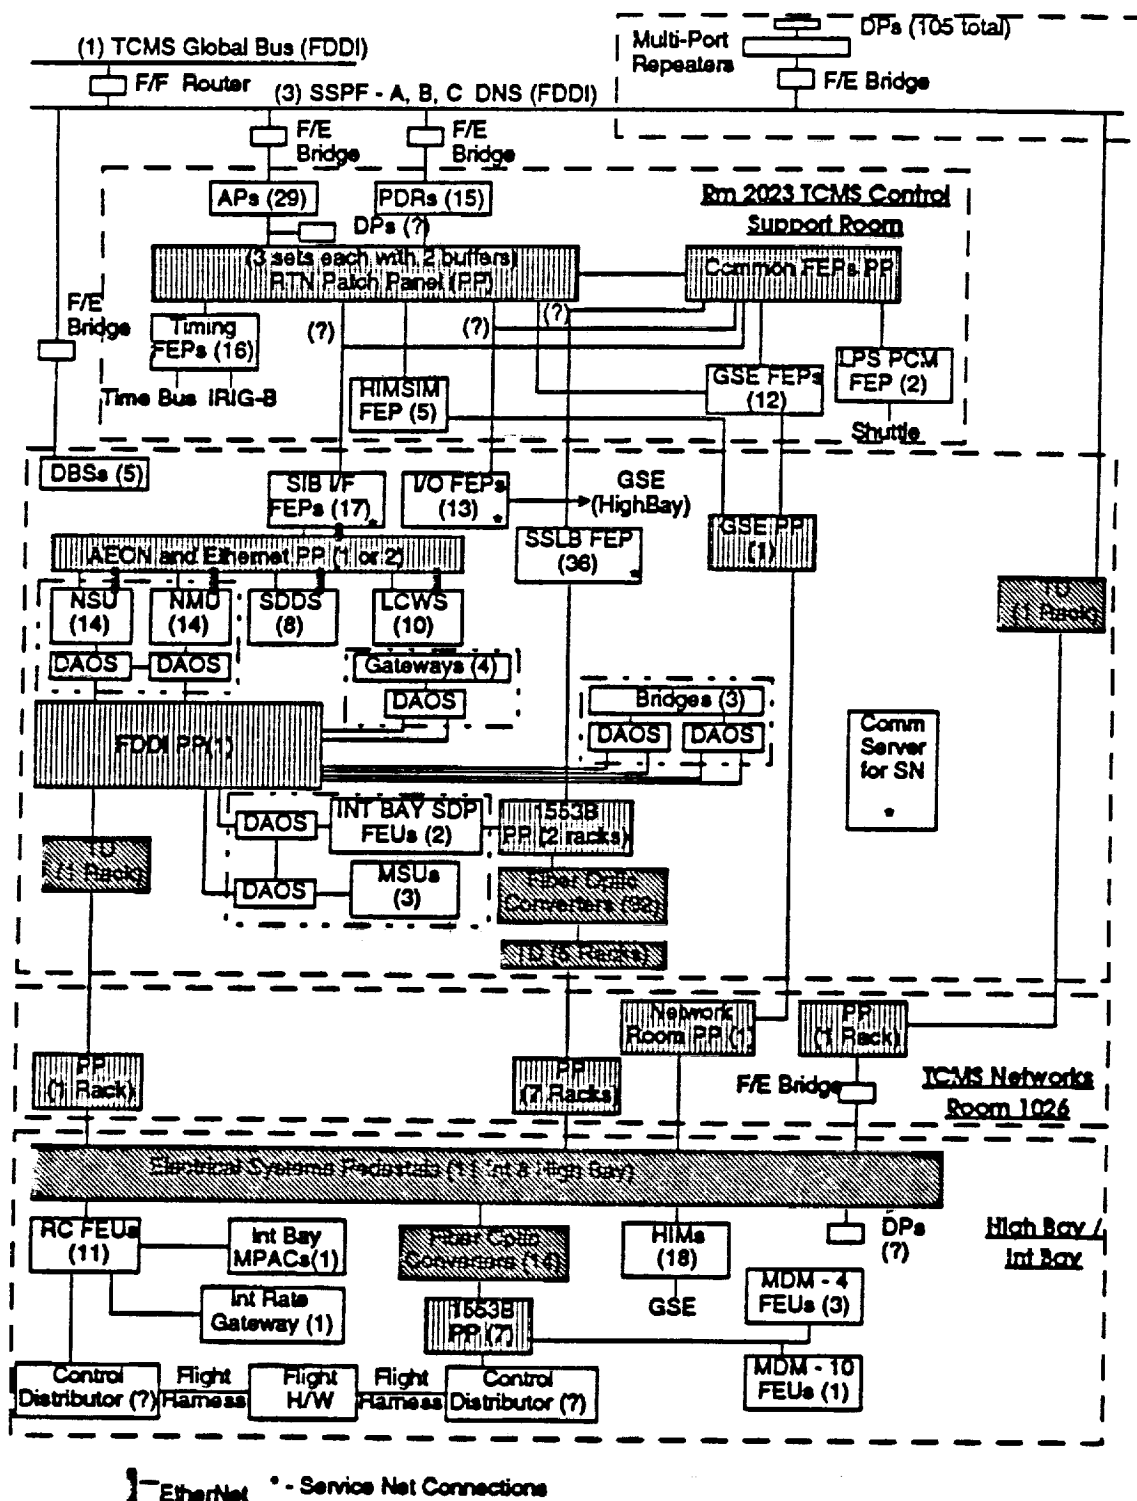 DPs (105 total)
(1) TCMS Global Bus (FDDI)
Multi-Port
Repeaters
F/F Router
F/E Bridge
(3) SSPF - A, B, C DNS (FDDI)
F/E
Bridge
F/E
Bridge
APs (29)
PDRs (15)
Rm 2023 TCMS Control
Support Room
DPs (?)
(3 sets each with 2 buffers)
RTN Patch Panel (PP)
Common FEPs PP
F/E
Bridge
Timing
FEPs (16)
(?)
(?)
(?)
Time Bus IRIG-B
HIMSIM
FEP (5)
GSE FEPs
(12)
LPS PCM
FEP (2)
Shuttle
DBSs (5)
SIB I/F
FEPs (17)
*
I/O FEPs
(13)
*
GSE
(HighBay)
SSLB FEP
(36)
*
GSE PP
(1)
AEON and Ethernet PP (1 or 2)
NSU
(14)
NMU
(14)
SDDS
(8)
LCWS
(10)
TD
(1 Rack)
DAOS
DAOS
Gateways (4)
DAOS
Bridges (3)
DAOS
DAOS
FDDI PP(1)
Comm
Server
for SN
*
DAOS
INT BAY SDP
FEUs (2)
1553B
PP (2 racks)
TD
(1 Rack)
DAOS
MSUs
(3)
Fiber Optic
Converters (92)
TD (5 Racks)
Network
Room PP (1)
PP
(1 Rack)
PP
(1 Rack)
PP
(7 Racks)
F/E Bridge
TCMS Networks
Room 1026
Electrical Systems Pedestals (11 Int & High Bay)
RC FEUs
(11)
Int Bay
MPACs(1)
Fiber Optic
Converters (14)
HIMs
(18)
DPs
(?)
High Bay /
Int Bay
Int Rate
Gateway (1)
GSE
MDM - 4
FEUs (3)
1553B
PP (?)
MDM - 10
FEUs (1)
Control
Distributor (?)
Flight
Harness
Flight
H/W
Flight
Harness
Control
Distributor (?)
EtherNet
* - Service Net Connections